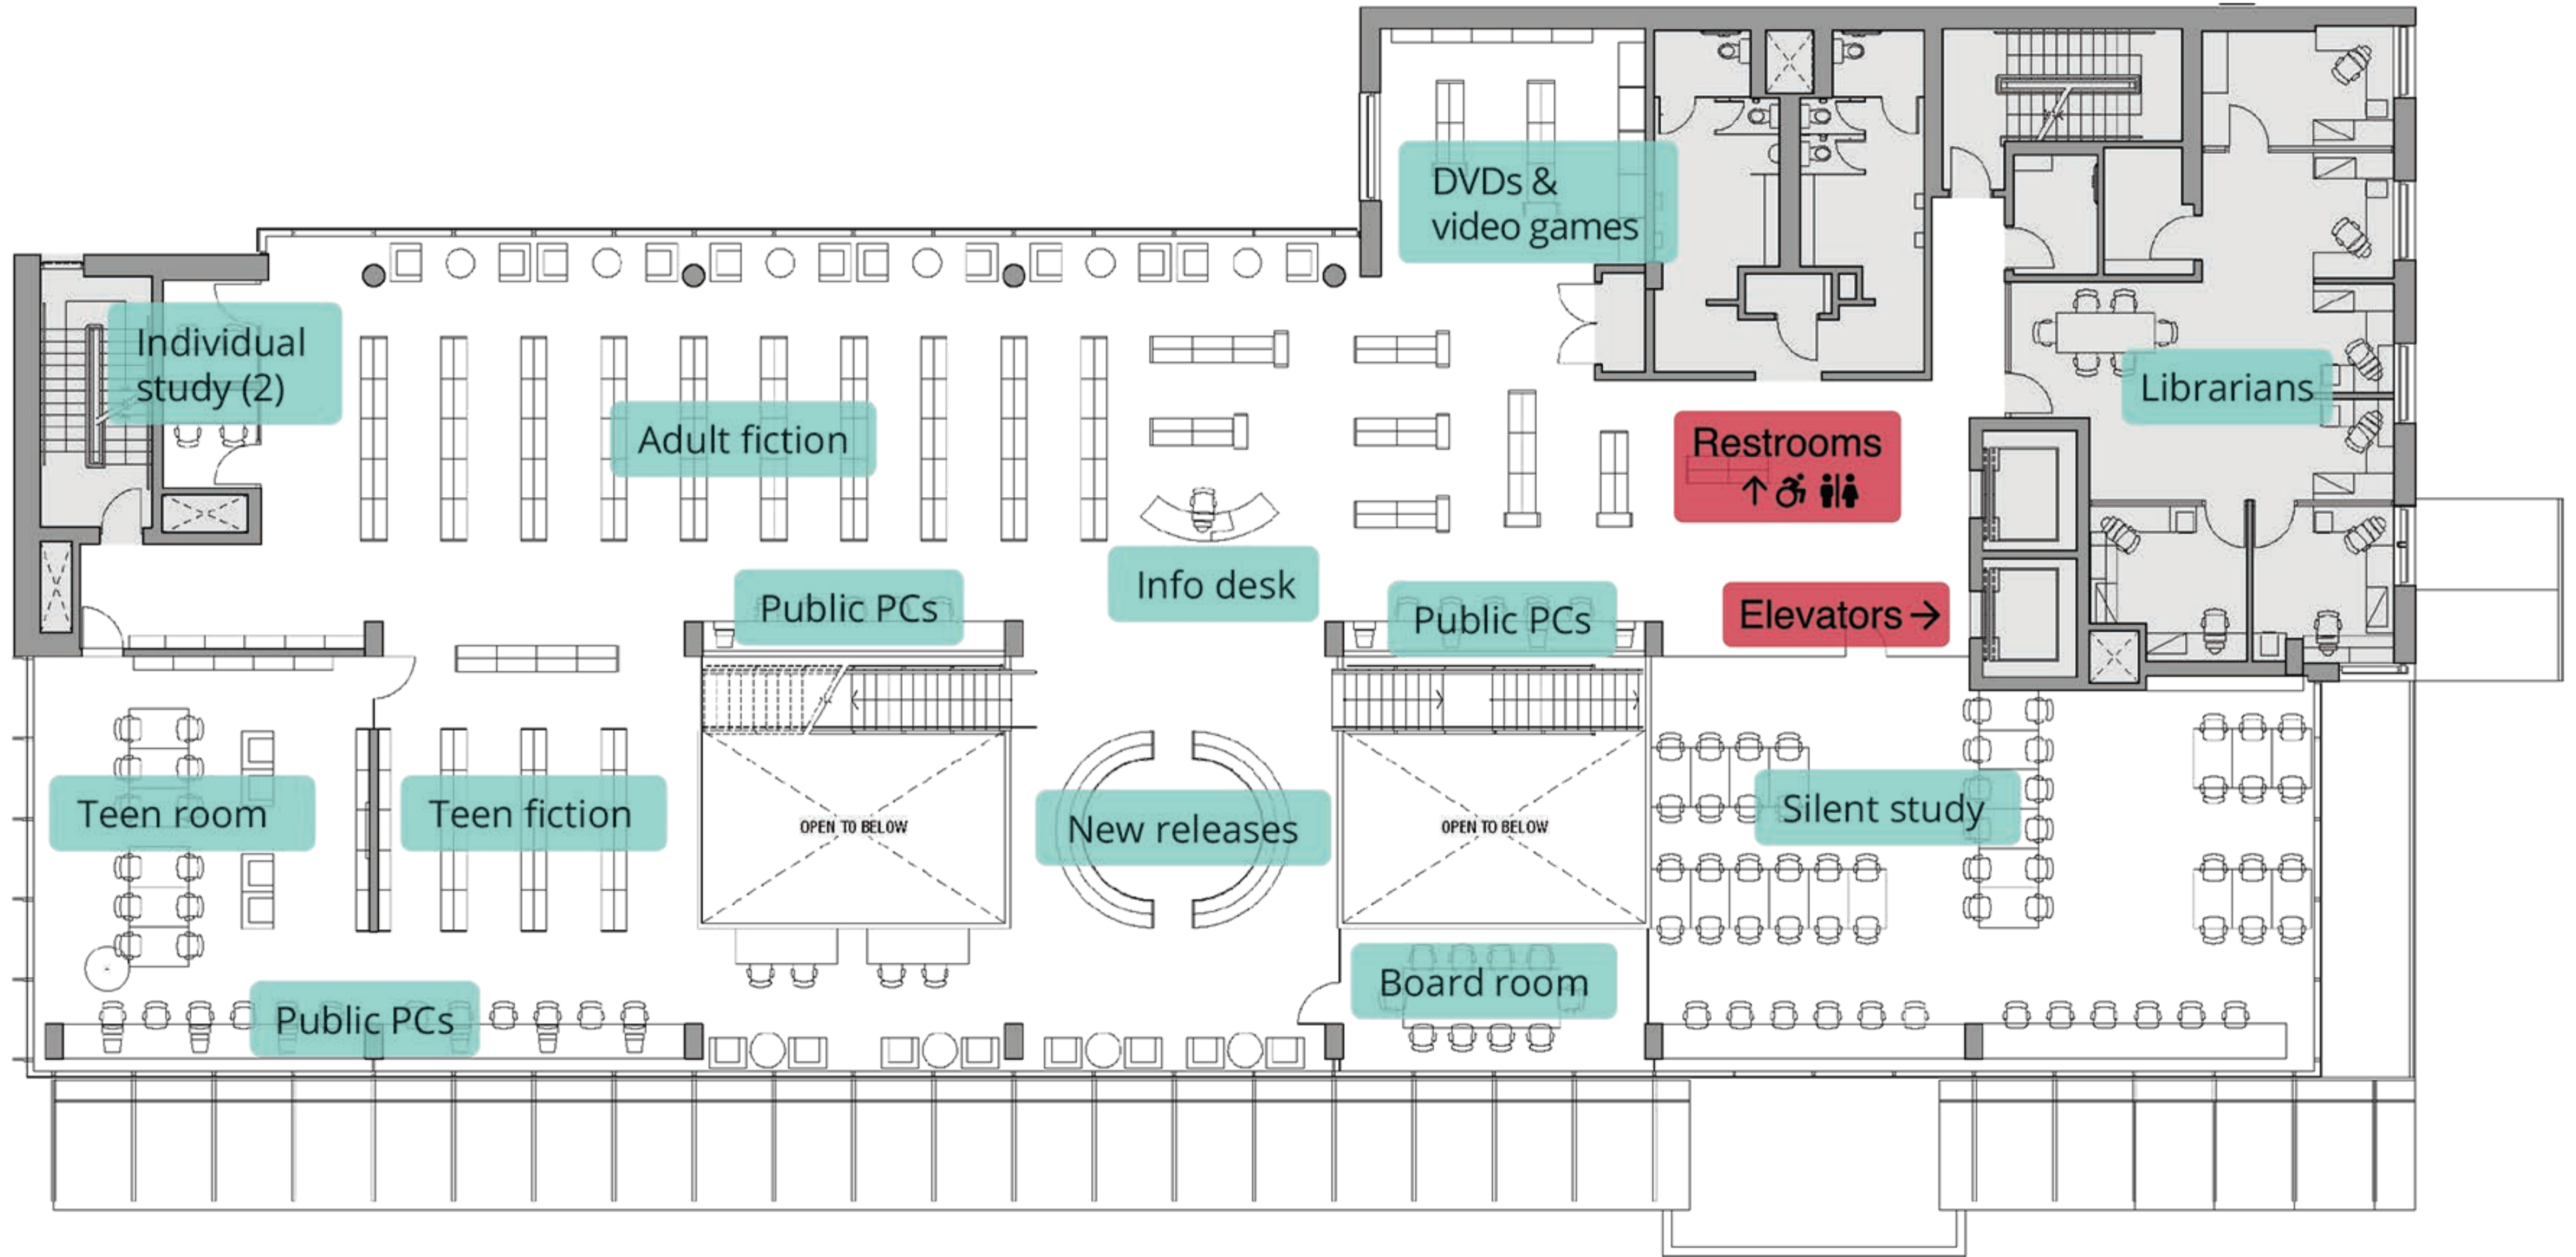 DVDs &
video games
Individual
study (2)
Librarians
Adult fiction
Restrooms
↑
Info desk
Public PCs
Public PCs
Elevators →
Teen room
Teen fiction
OPEN TO BELOW
New releases
OPEN TO BELOW
Silent study
Board room
Public PCs